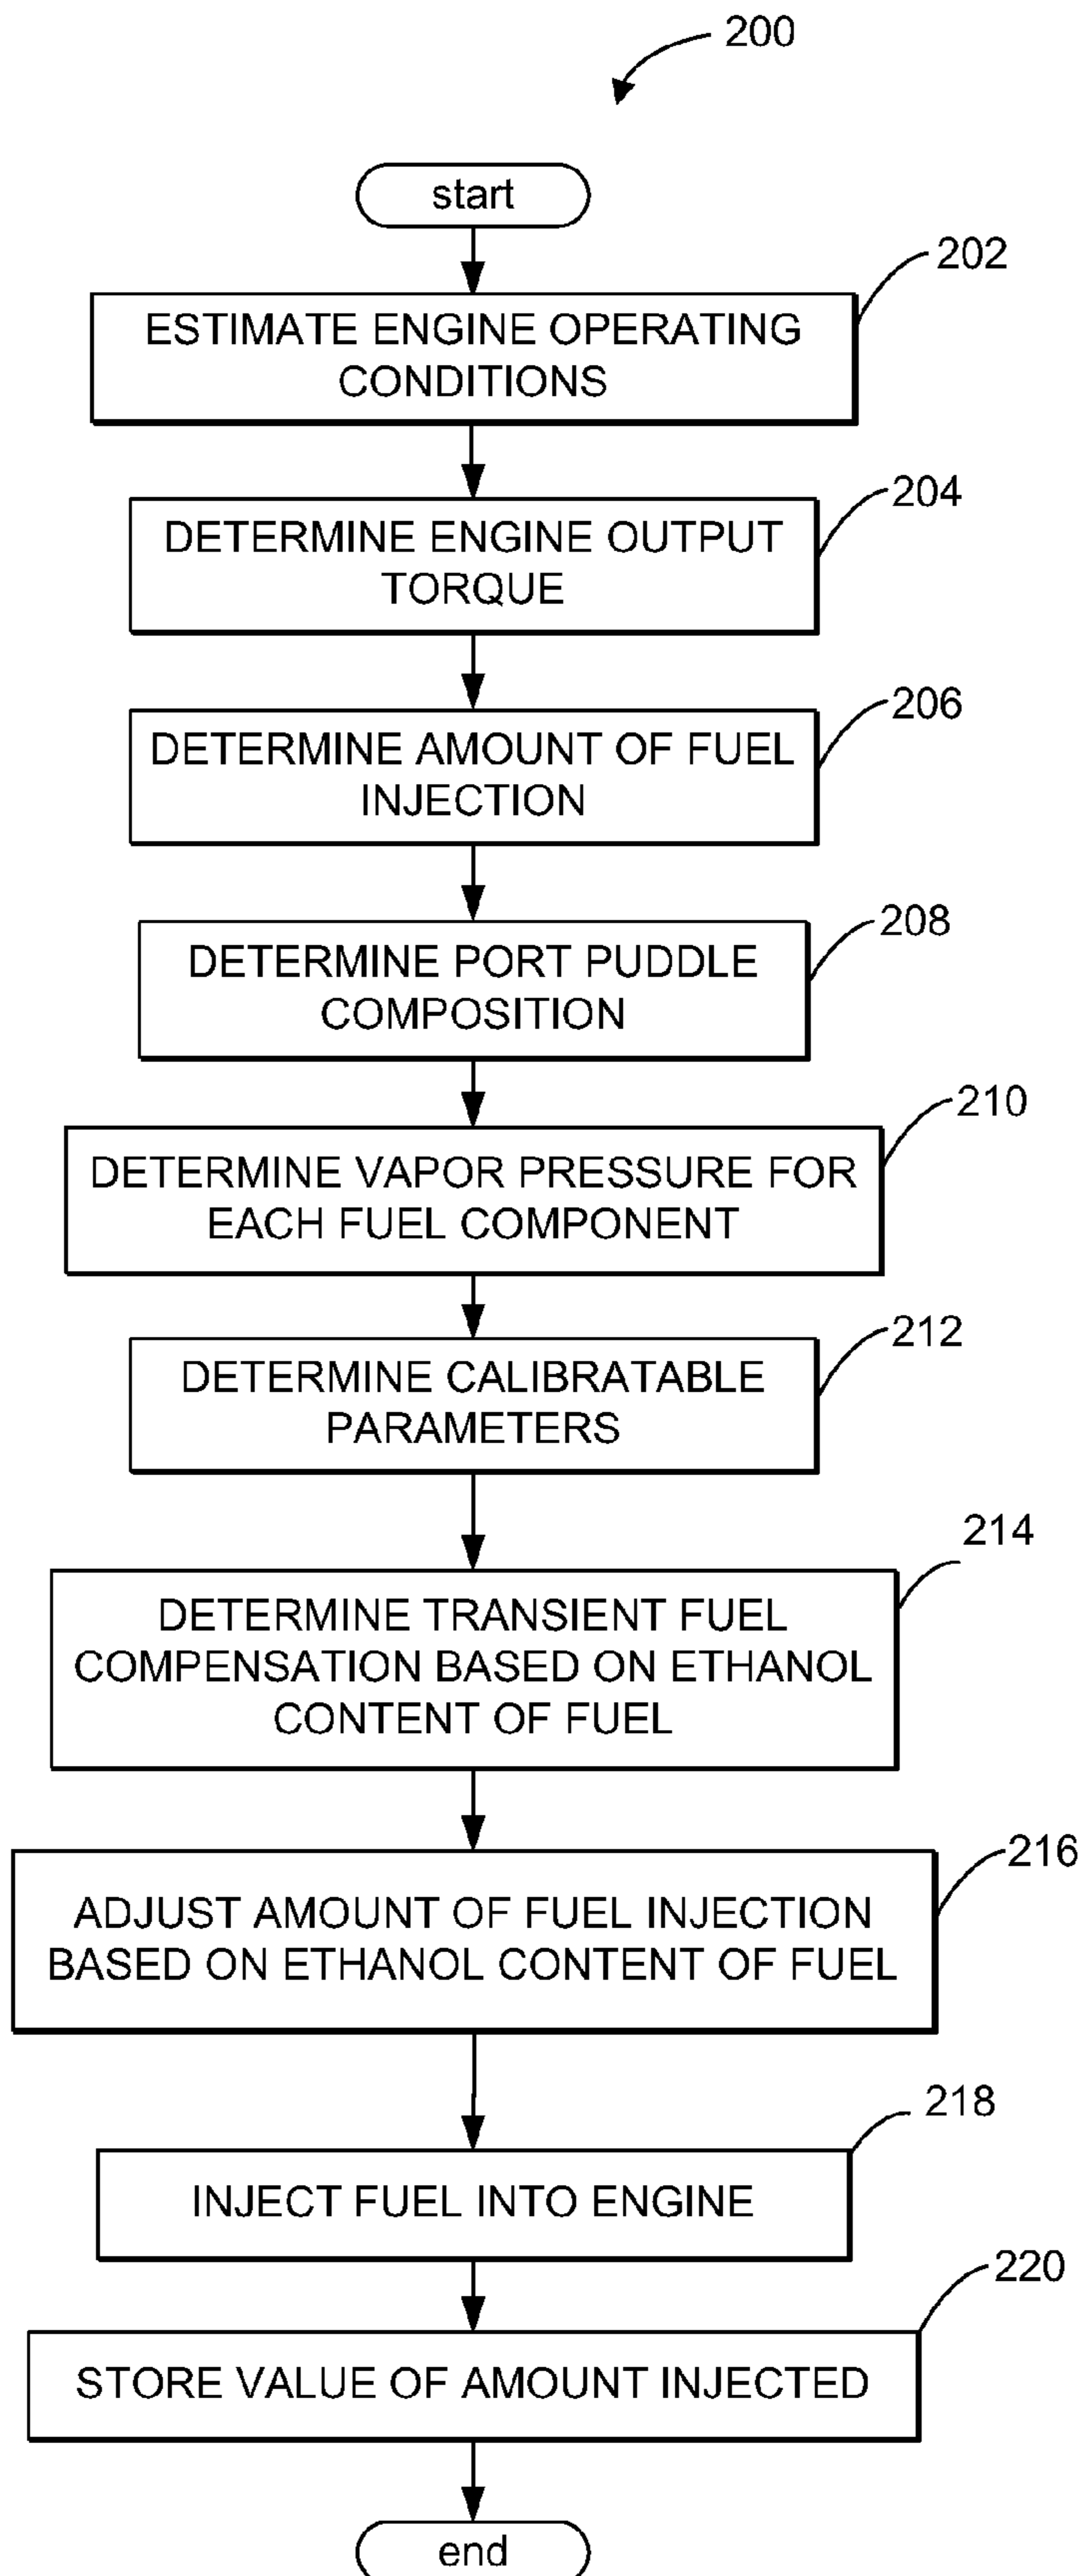 200
start
202
ESTIMATE ENGINE OPERATING
CONDITIONS
204
DETERMINE ENGINE OUTPUT
TORQUE
206
DETERMINE AMOUNT OF FUEL
INJECTION
208
DETERMINE PORT PUDDLE
COMPOSITION
210
DETERMINE VAPOR PRESSURE FOR
EACH FUEL COMPONENT
212
DETERMINE CALIBRATABLE
PARAMETERS
214
DETERMINE TRANSIENT FUEL
COMPENSATION BASED ON ETHANOL
CONTENT OF FUEL
216
ADJUST AMOUNT OF FUEL INJECTION
BASED ON ETHANOL CONTENT OF FUEL
218
INJECT FUEL INTO ENGINE
220
STORE VALUE OF AMOUNT INJECTED
end